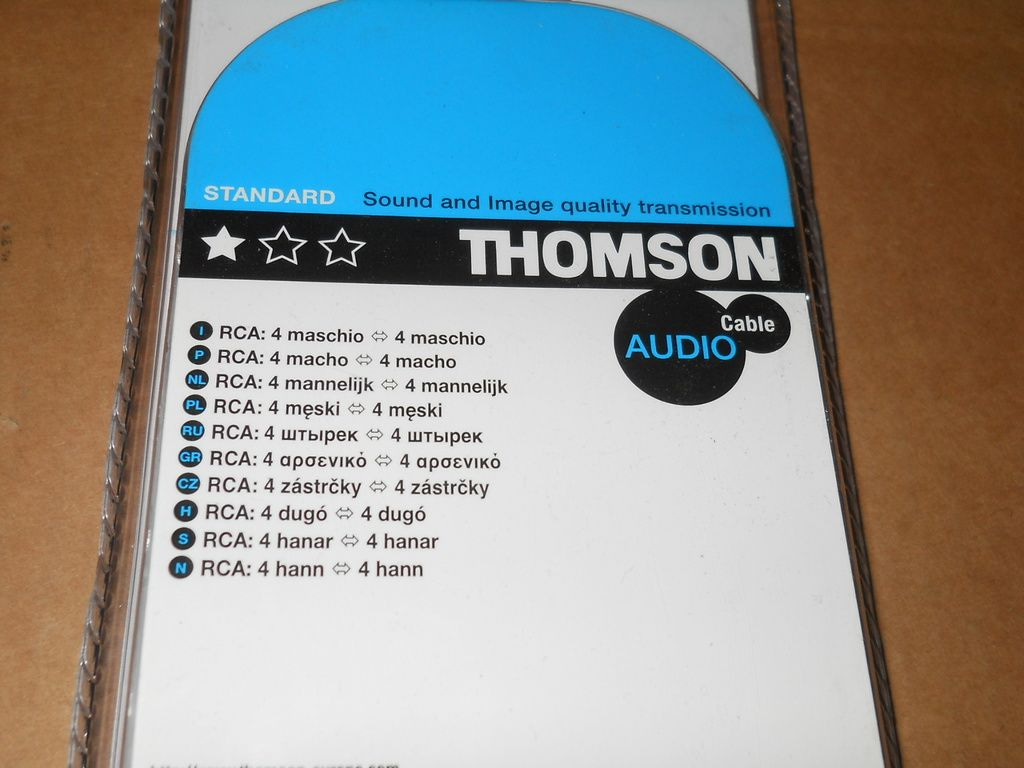 STANDARD Sound and Image quality transmission
THOMSON
Cable
AUDIO
I RCA: 4 maschio ⇔ 4 maschio
P RCA: 4 macho ⇔ 4 macho
NL RCA: 4 mannelijk ⇔ 4 mannelijk
PL RCA: 4 męski ⇔ 4 męski
RU RCA: 4 штырек ⇔ 4 штырек
GR RCA: 4 αρσενικό ⇔ 4 αρσενικό
CZ RCA: 4 zástrčky ⇔ 4 zástrčky
H RCA: 4 dugó ⇔ 4 dugó
S RCA: 4 hanar ⇔ 4 hanar
N RCA: 4 hann ⇔ 4 hann